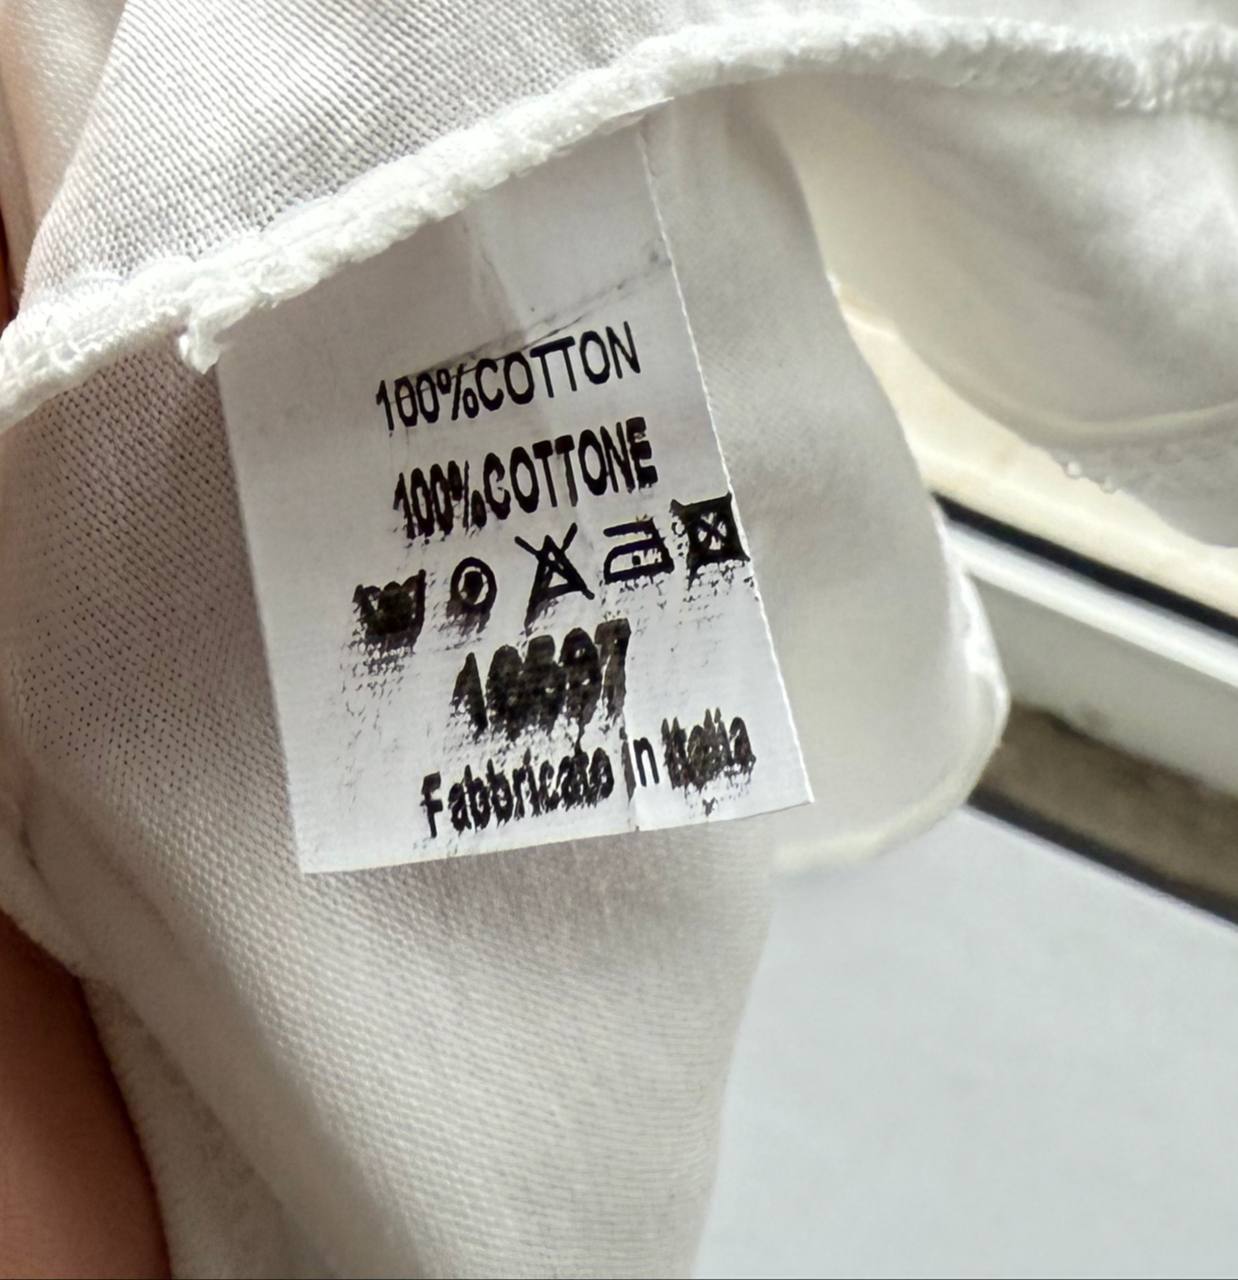 100%COTTON
100%COTTONE
Fabbricato in Italia